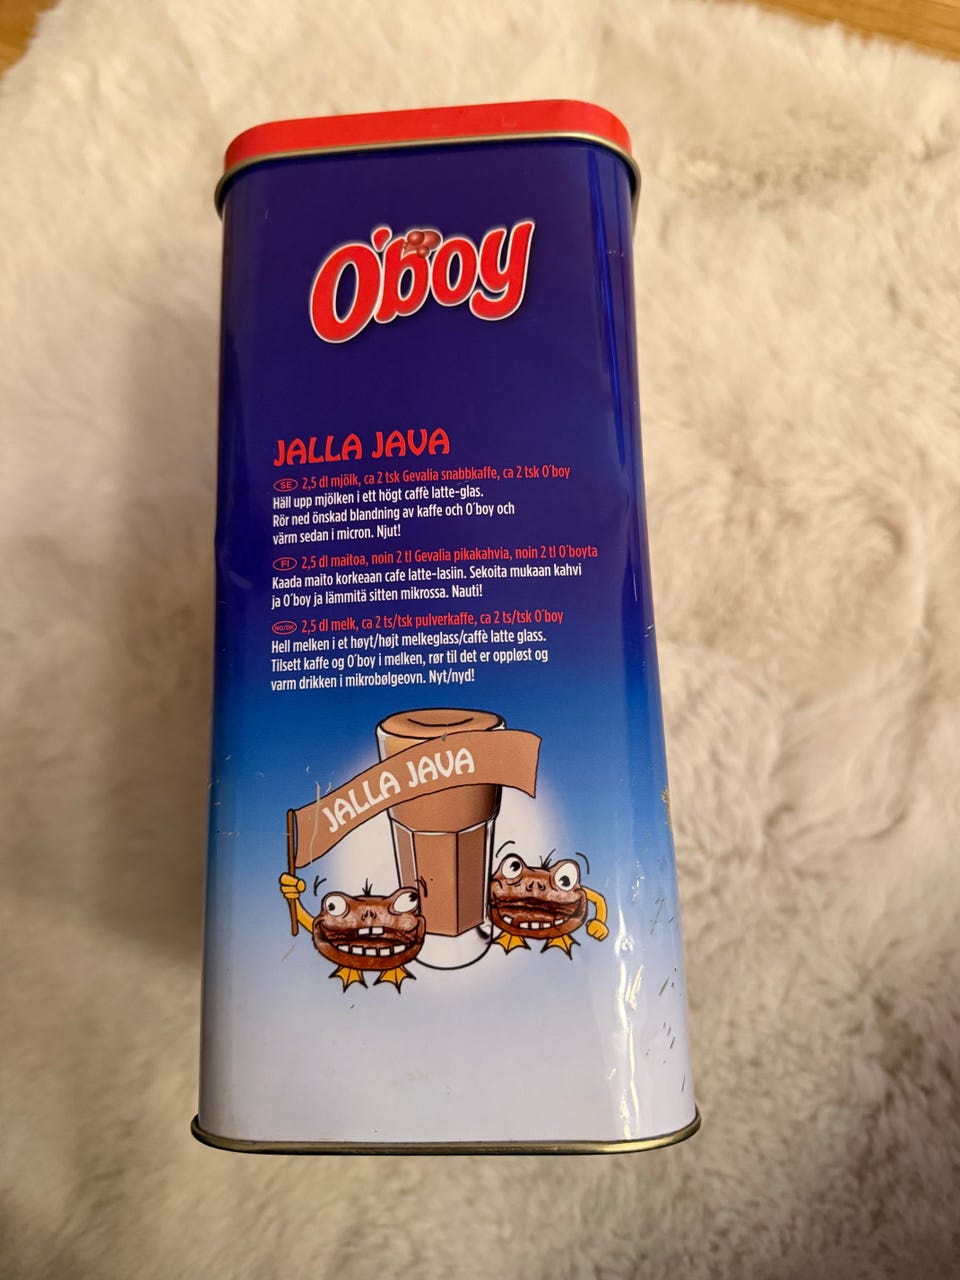 O'boy
JALLA JAVA
SE 2,5 dl mjölk, ca 2 tsk Gevalia snabbkaffe, ca 2 tsk O´boy
Häll upp mjölken i ett högt caffè latte-glas.
Rör ned önskad blandning av kaffe och O´boy och
värm sedan i micron. Njut!
FI 2,5 dl maitoa, noin 2 tl Gevalia pikakahvia, noin 2 tl O´boyta
Kaada maito korkeaan cafe latte-lasiin. Sekoita mukaan kahvi
ja O´boy ja lämmitä sitten mikrossa. Nauti!
NO/DK 2,5 dl melk, ca 2 ts/tsk pulverkaffe, ca 2 ts/tsk O´boy
Hell melken i et høyt/højt melkeglass/caffè latte glass.
Tilsett kaffe og O´boy i melken, rør til det er oppløst og
varm drikken i mikrobølgeovn. Nyt/nyd!
JALLA JAVA